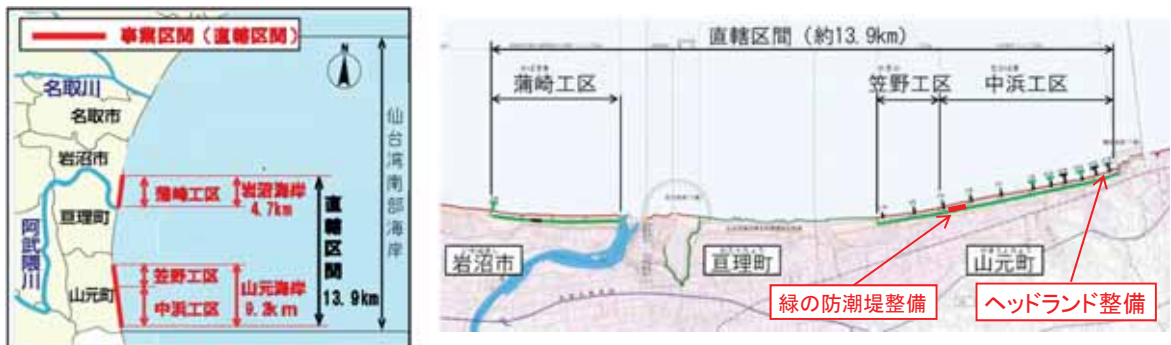 事業区間（直轄区間）
N
名取川
名取市
岩沼市
亘理町
阿武隈川
山元町
蒲崎工区
岩沼海岸
4.7km
笠野工区
中浜工区
山元海岸
9.2km
直轄区間
13.9km
仙台湾南部海岸
直轄区間（約13.9km）
蒲崎工区
笠野工区
中浜工区
岩沼市
亘理町
山元町
緑の防潮堤整備
ヘッドランド整備